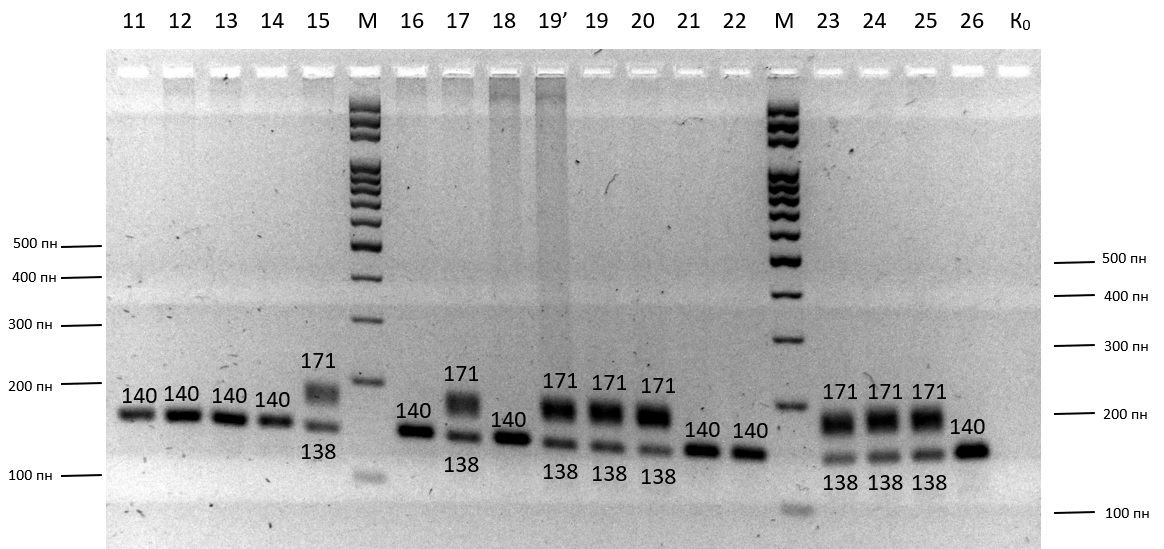 11 12 13 14 15 M 16 17 18 19’ 19 20 21 22 M 23 24 25 26 K₀
500 пн
500 пн
400 пн
400 пн
300 пн
300 пн
171
171 171 171 171
200 пн
140 140 140 140
171 171 171
200 пн
140 140 140 140
140
138 138 138 138 138
100 пн
138 138 138
100 пн